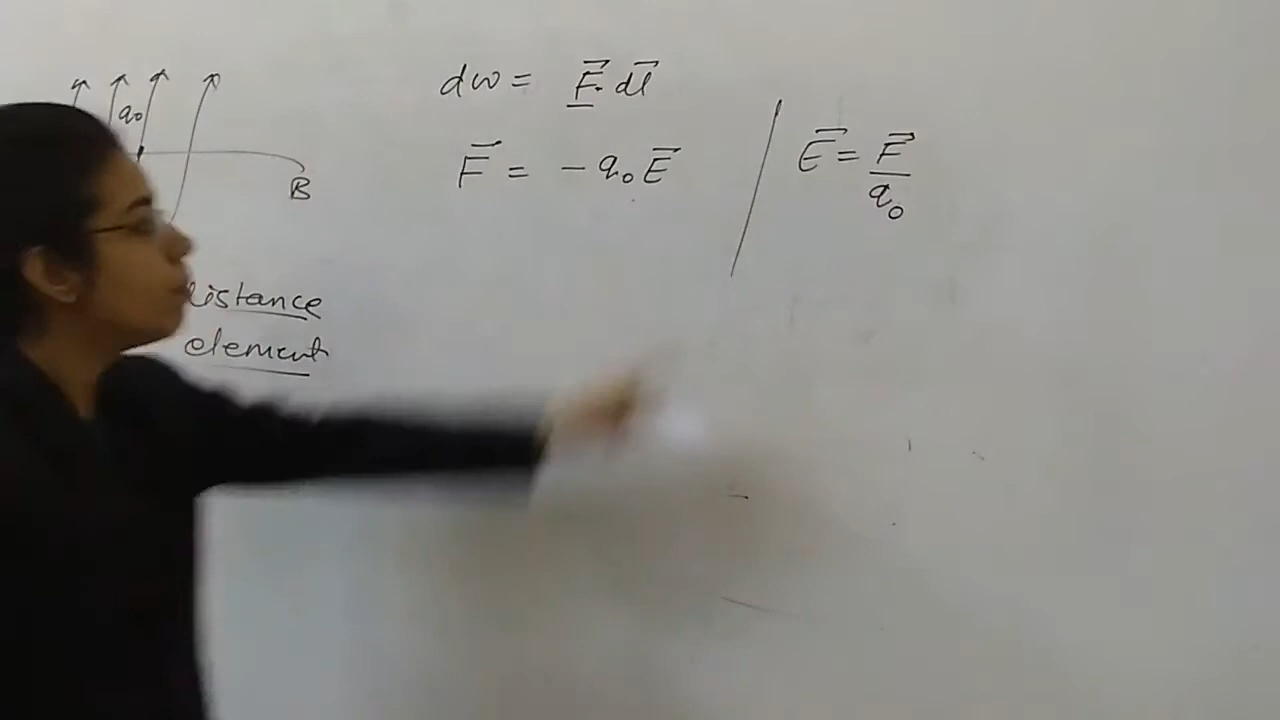 q₀
B
distance
element
dw = F⃗. dl⃗
F⃗ = - q₀E⃗
E⃗ = F⃗/q₀